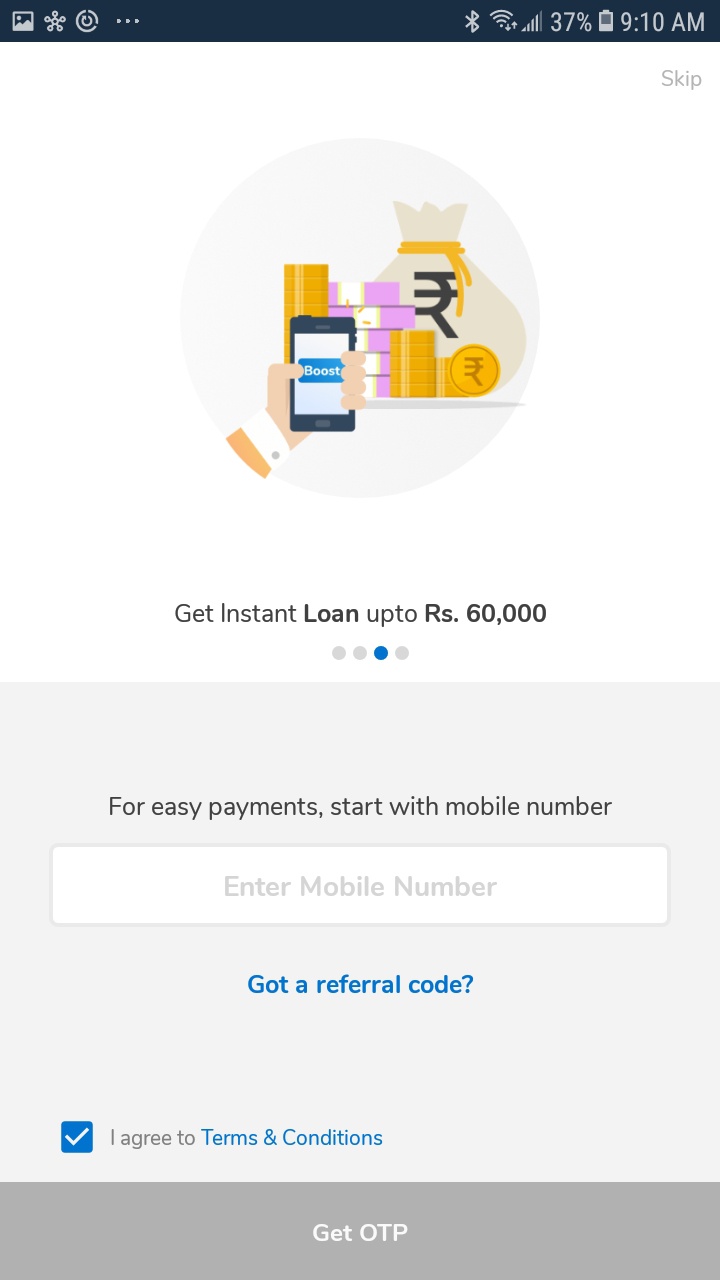 37% 9:10 AM
Skip
₹
Boost
₹
Get Instant Loan upto Rs. 60,000
For easy payments, start with mobile number
Enter Mobile Number
Got a referral code?
I agree to Terms & Conditions
Get OTP